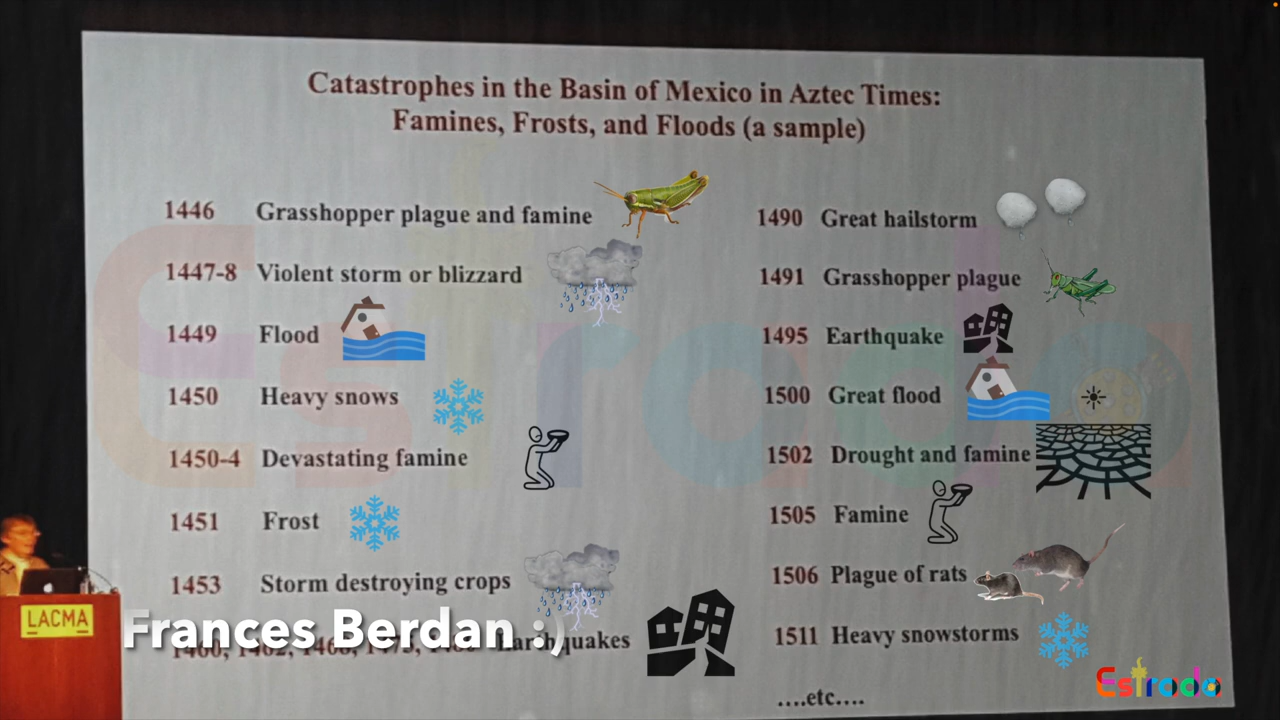 Catastrophes in the Basin of Mexico in Aztec Times:
Famines, Frosts, and Floods (a sample)
1446 Grasshopper plague and famine
1447-8 Violent storm or blizzard
1449 Flood
1450 Heavy snows
1450-4 Devastating famine
1451 Frost
1453 Storm destroying crops
Earthquakes
1490 Great hailstorm
1491 Grasshopper plague
1495 Earthquake
1500 Great flood
1502 Drought and famine
1505 Famine
1506 Plague of rats
1511 Heavy snowstorms
....etc....
LACMA
Frances Berdan :)
Estrada